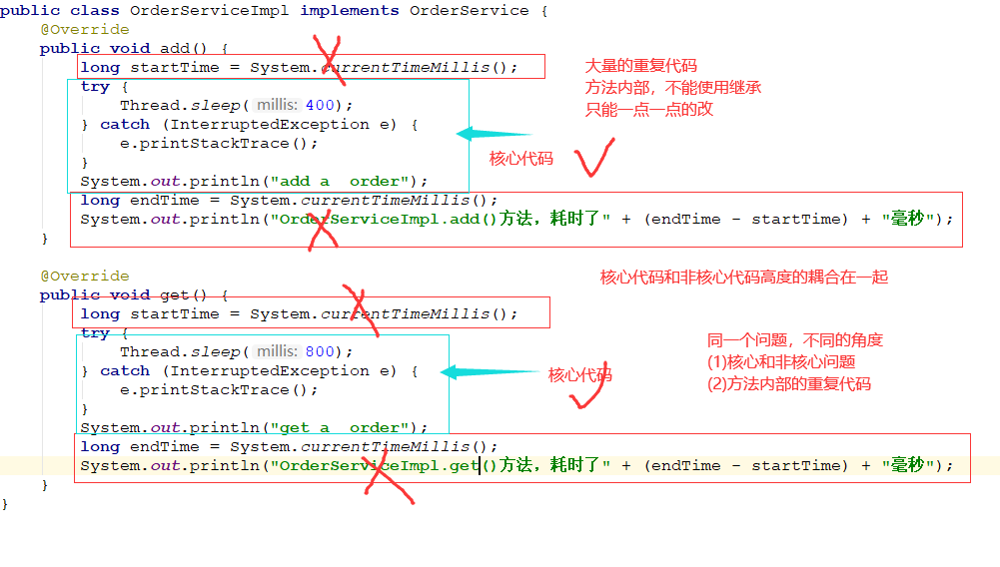 public class OrderServiceImpl implements OrderService {
@Override
public void add() {
long startTime = System.currentTimeMillis();
大量的重复代码
try {
方法内部，不能使用继承
Thread.sleep( millis: 400);
只能一点一点的改
} catch (InterruptedException e) {
e.printStackTrace();
核心代码
}
System.out.println("add a  order");
long endTime = System.currentTimeMillis();
System.out.println("OrderServiceImpl.add()方法，耗时了" + (endTime - startTime) + "毫秒");
}
@Override
核心代码和非核心代码高度的耦合在一起
public void get() {
long startTime = System.currentTimeMillis();
try {
同一个问题，不同的角度
Thread.sleep( millis: 800);
(1)核心和非核心问题
} catch (InterruptedException e) {
核心代码
(2)方法内部的重复代码
e.printStackTrace();
}
System.out.println("get a  order");
long endTime = System.currentTimeMillis();
System.out.println("OrderServiceImpl.get()方法，耗时了" + (endTime - startTime) + "毫秒");
}
}